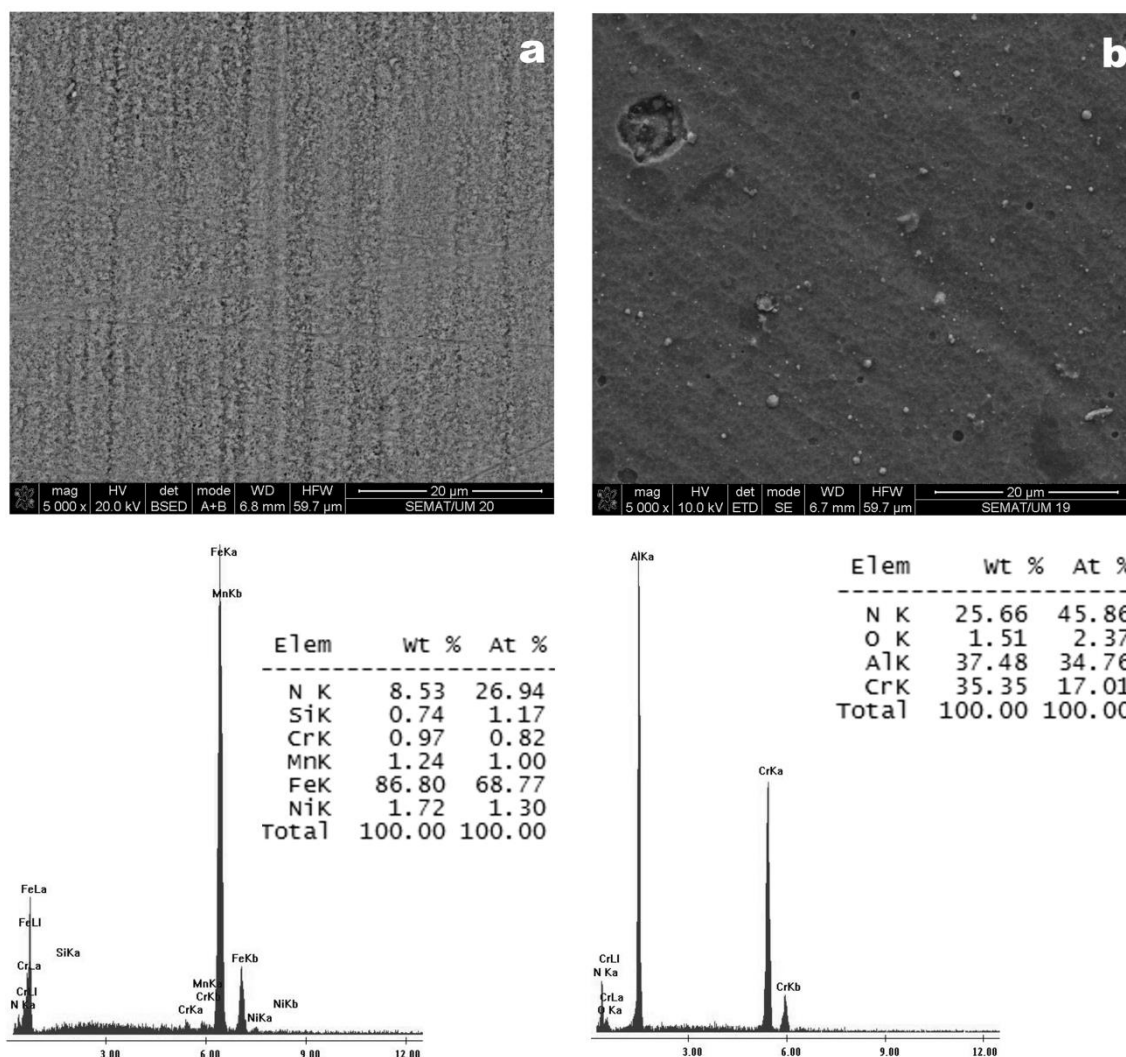 a
mag HV det mode WD HFW 20 µm
5 000 x 20.0 kV BSED A+B 6.8 mm 59.7 µm SEMAT/UM 20
b
mag HV det mode WD HFW 20 µm
5 000 x 10.0 kV ETD SE 6.7 mm 59.7 µm SEMAT/UM 19
FeKa
MnKb
Elem Wt % At %
N K 8.53 26.94
SiK 0.74 1.17
CrK 0.97 0.82
MnK 1.24 1.00
FeK 86.80 68.77
NiK 1.72 1.30
Total 100.00 100.00
FeLa
FeLl
SiKa
CrLa
CrLl
N Ka
MnKa
CrKb
CrKa
FeKb
NiKb
NiKa
3.00 6.00 9.00 12.00
AlKa
Elem Wt % At %
N K 25.66 45.86
O K 1.51 2.37
AlK 37.48 34.76
CrK 35.35 17.01
Total 100.00 100.00
CrKa
CrLl
N Ka
CrLa
O Ka
CrKb
3.00 6.00 9.00 12.00